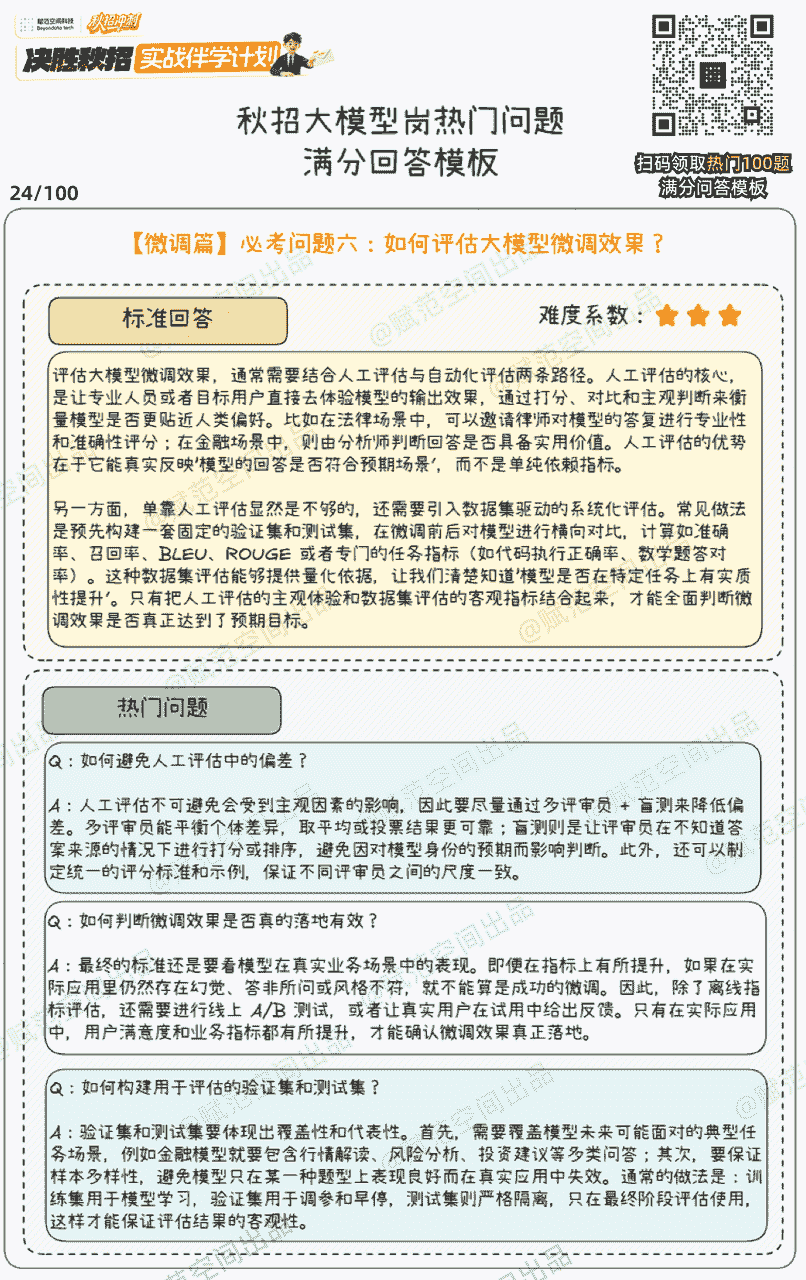 赋范空间科技
Beyondata tech
秋招冲刺
决胜秋招 实战伴学计划
秋招大模型岗热门问题
满分回答模板
扫码领取热门100题
满分问答模板
24/100
【微调篇】必考问题六：如何评估大模型微调效果？
标准回答
难度系数：
评估大模型微调效果，通常需要结合人工评估与自动化评估两条路径。人工评估的核心，
是让专业人员或者目标用户直接去体验模型的输出效果，通过打分、对比和主观判断来衡
量模型是否更贴近人类偏好。比如在法律场景中，可以邀请律师对模型的答复进行专业性
和准确性评分；在金融场景中，则由分析师判断回答是否具备实用价值。人工评估的优势
在于它能真实反映'模型的回答是否符合预期场景'，而不是单纯依赖指标。
另一方面，单靠人工评估显然是不够的，还需要引入数据集驱动的系统化评估。常见做法
是预先构建一套固定的验证集和测试集，在微调前后对模型进行横向对比，计算如准确
率、召回率、BLEU、ROUGE 或者专门的任务指标（如代码执行正确率、数学题答对
率）。这种数据集评估能够提供量化依据，让我们清楚知道'模型是否在特定任务上有实质
性提升'。只有把人工评估的主观体验和数据集评估的客观指标结合起来，才能全面判断微
调效果是否真正达到了预期目标。
热门问题
Q：如何避免人工评估中的偏差？
A：人工评估不可避免会受到主观因素的影响，因此要尽量通过多评审员 + 盲测来降低偏
差。多评审员能平衡个体差异，取平均或投票结果更可靠；盲测则是让评审员在不知道答
案来源的情况下进行打分或排序，避免因对模型身份的预期而影响判断。此外，还可以制
定统一的评分标准和示例，保证不同评审员之间的尺度一致。
Q：如何判断微调效果是否真的落地有效？
A：最终的标准还是要看模型在真实业务场景中的表现。即便在指标上有所提升，如果在实
际应用里仍然存在幻觉、答非所问或风格不符，就不能算是成功的微调。因此，除了离线指
标评估，还需要进行线上 A/B 测试，或者让真实用户在试用中给出反馈。只有在实际应用
中，用户满意度和业务指标都有所提升，才能确认微调效果真正落地。
Q：如何构建用于评估的验证集和测试集？
A：验证集和测试集要体现出覆盖性和代表性。首先，需要覆盖模型未来可能面对的典型任
务场景，例如金融模型就要包含行情解读、风险分析、投资建议等多类问答；其次，要保证
样本多样性，避免模型只在某一种题型上表现良好而在真实应用中失效。通常的做法是：训
练集用于模型学习，验证集用于调参和早停，测试集则严格隔离，只在最终阶段评估使用，
这样才能保证评估结果的客观性。
@赋范空间出品